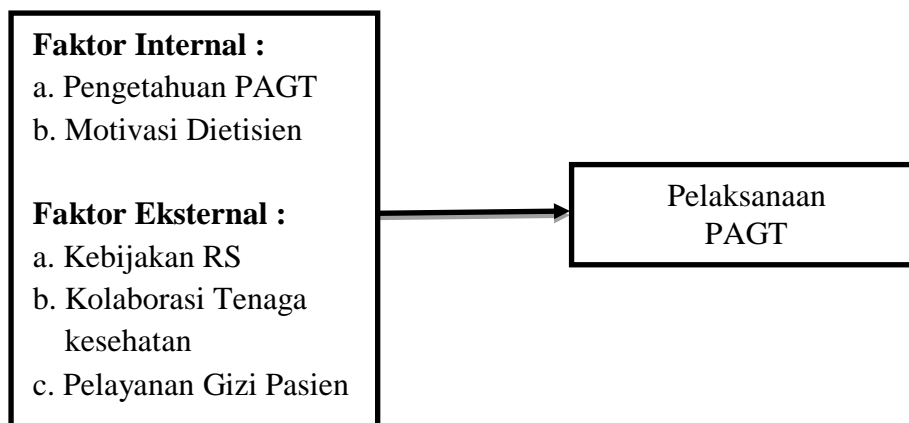 Faktor Internal :
a. Pengetahuan PAGT
b. Motivasi Dietisien
Faktor Eksternal :
a. Kebijakan RS
b. Kolaborasi Tenaga
kesehatan
c. Pelayanan Gizi Pasien
Pelaksanaan
PAGT